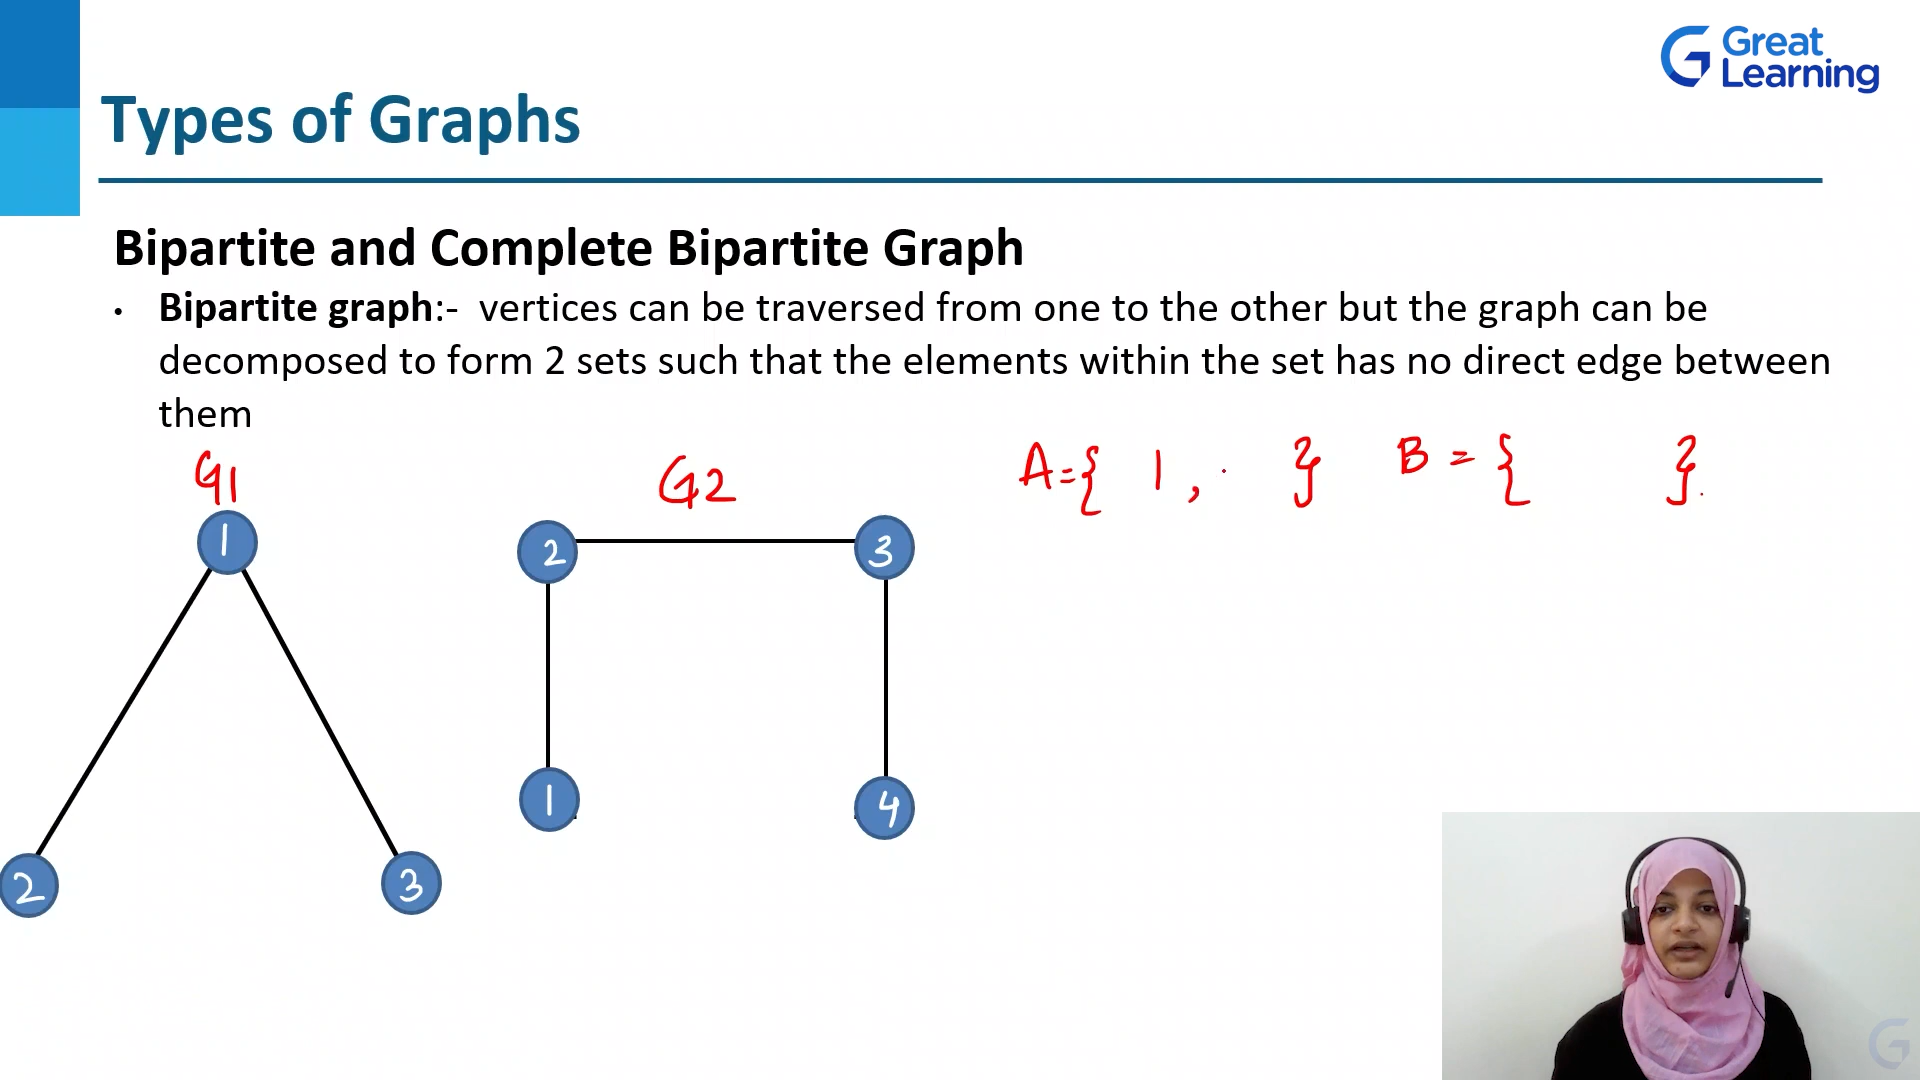 Great
Learning
Types of Graphs
Bipartite and Complete Bipartite Graph
• Bipartite graph:- vertices can be traversed from one to the other but the graph can be
decomposed to form 2 sets such that the elements within the set has no direct edge between
them
G1
G2
A={ 1, } B = { }
1
2
3
2
3
1
4